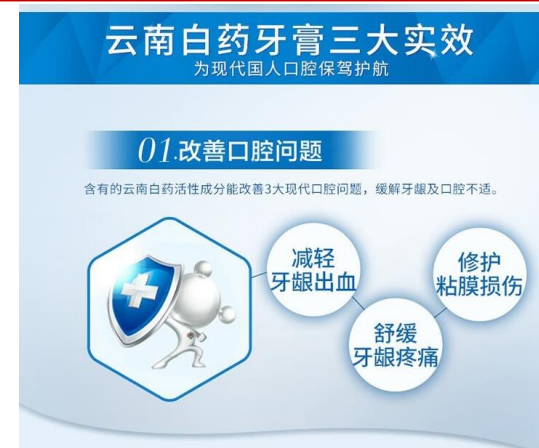 云南白药牙膏三大实效
为现代国人口腔保驾护航
01.改善口腔问题
含有的云南白药活性成分能改善3大现代口腔问题，缓解牙龈及口腔不适。
减轻
牙龈出血
舒缓
牙龈疼痛
修护
粘膜损伤